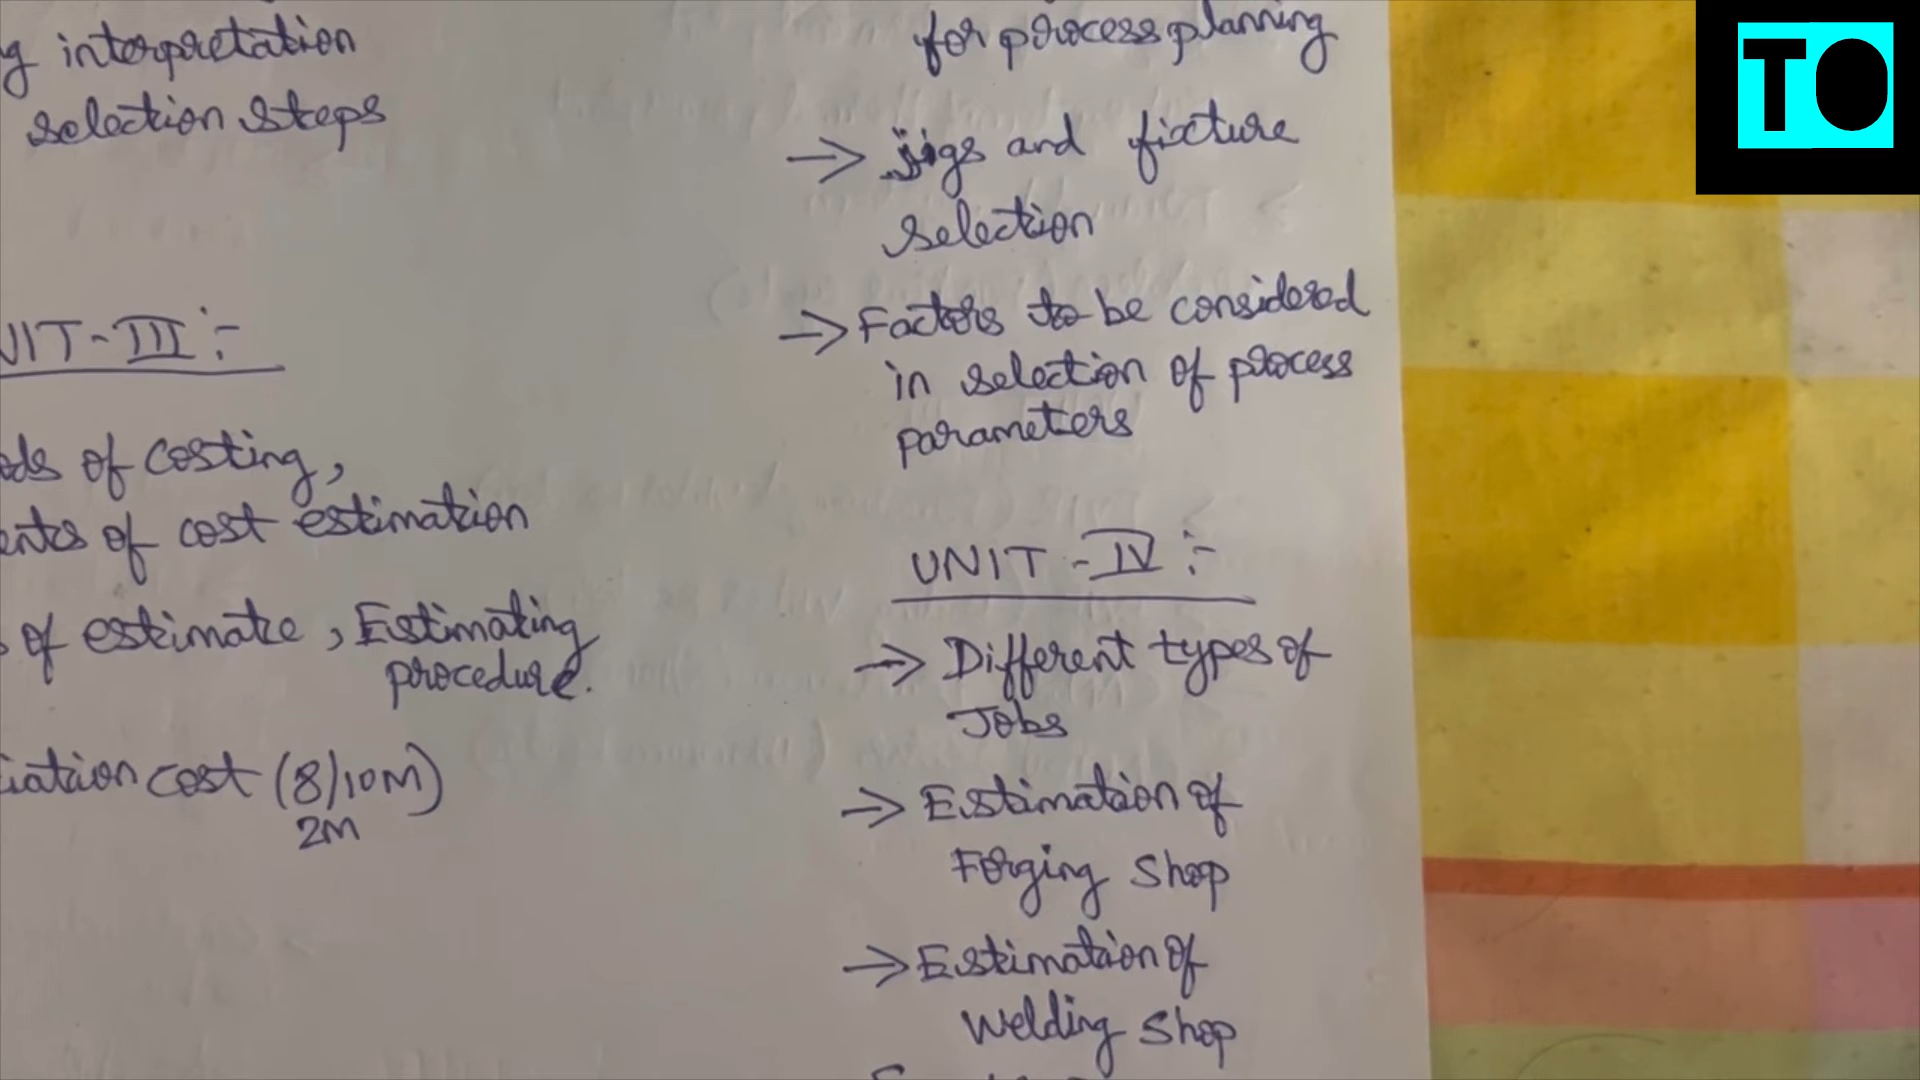 interpretation
selection steps
UNIT-III :-
of costing,
of cost estimation
of estimate, Estimating
procedure.
cost (8/10M)
2M
for process planning
→ jigs and fixture
selection
→ Factors to be considered
in selection of process
parameters
UNIT-IV :-
→ Different types of
Jobs
→ Estimation of
Forging shop
→ Estimation of
Welding shop
TO